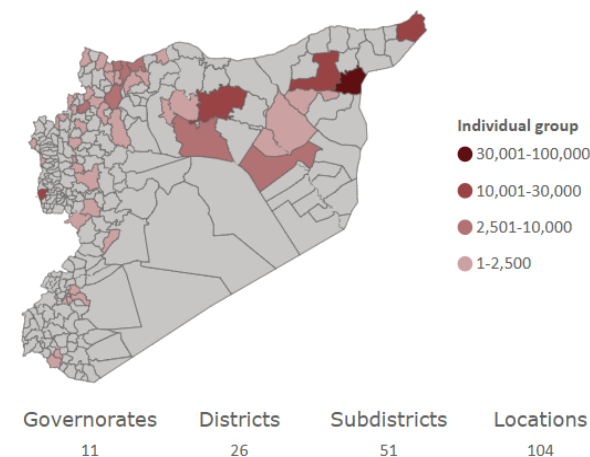 Individual group
30,001-100,000
10,001-30,000
2,501-10,000
1-2,500
Governorates Districts Subdistricts Locations
11 26 51 104